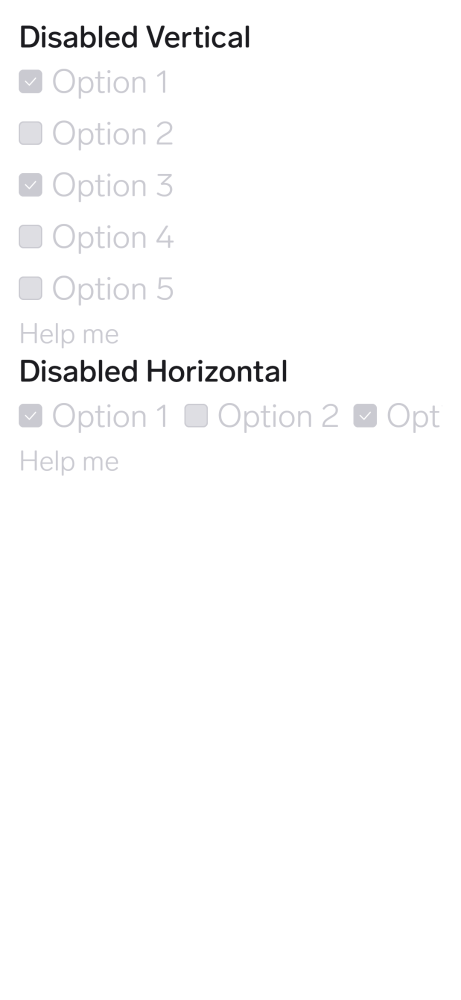 Disabled Vertical
Option 1
Option 2
Option 3
Option 4
Option 5
Help me
Disabled Horizontal
Option 1 Option 2 Opt
Help me